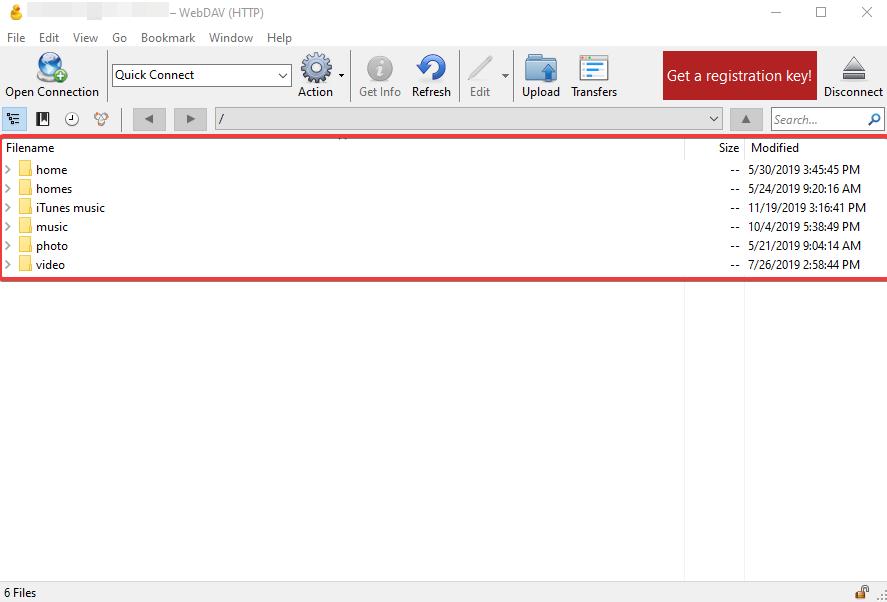 – WebDAV (HTTP)
File Edit View Go Bookmark Window Help
Open Connection Quick Connect Action Get Info Refresh Edit Upload Transfers Get a registration key! Disconnect
/ Search...
Filename Size Modified
home -- 5/30/2019 3:45:45 PM
homes -- 5/24/2019 9:20:16 AM
iTunes music -- 11/19/2019 3:16:41 PM
music -- 10/4/2019 5:38:49 PM
photo -- 5/21/2019 9:04:14 AM
video -- 7/26/2019 2:58:44 PM
6 Files